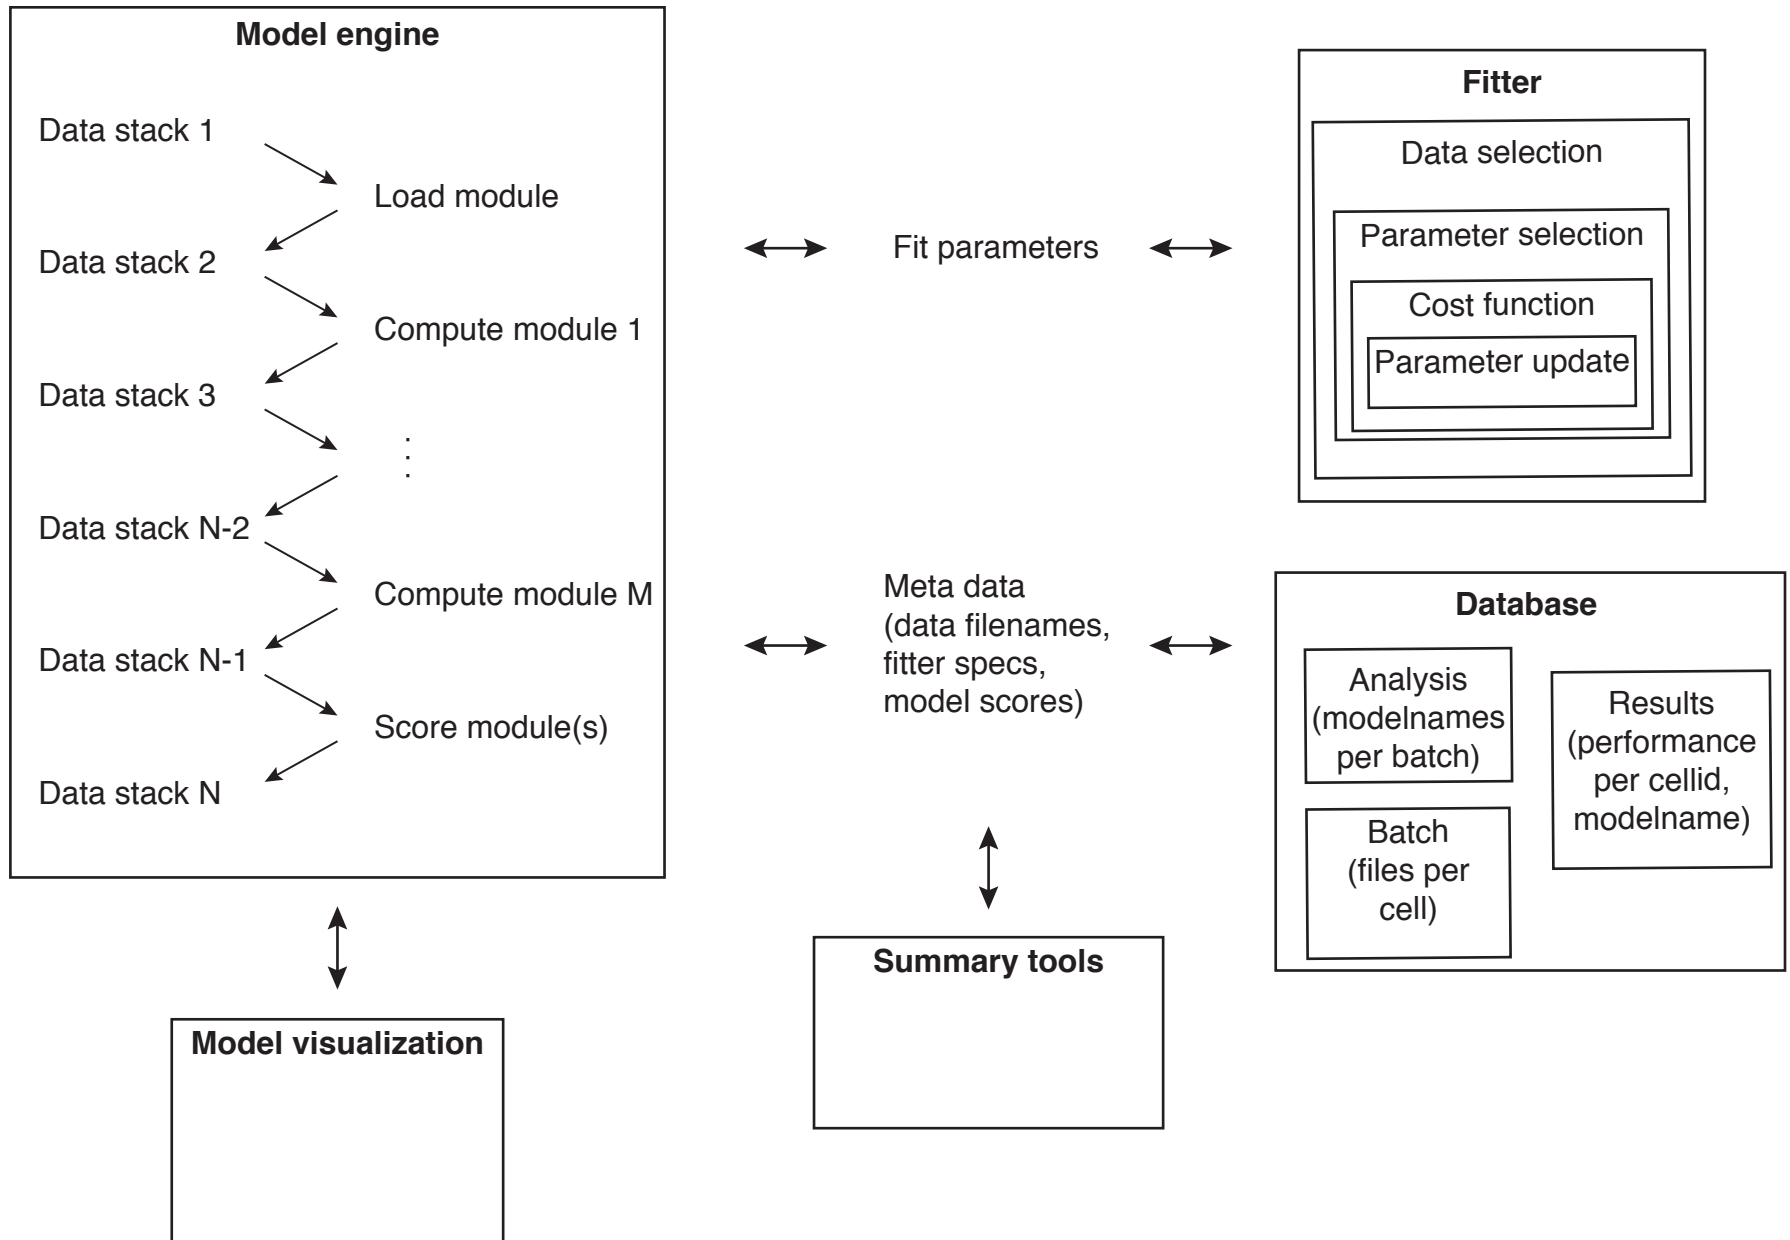 Model engine
Data stack 1
Load module
Data stack 2
Compute module 1
Data stack 3
⋮
Data stack N-2
Compute module M
Data stack N-1
Score module(s)
Data stack N
Fit parameters
Fitter
Data selection
Parameter selection
Cost function
Parameter update
Meta data
(data filenames,
fitter specs,
model scores)
Database
Analysis
(modelnames
per batch)
Results
(performance
per cellid,
modelname)
Batch
(files per
cell)
Summary tools
Model visualization